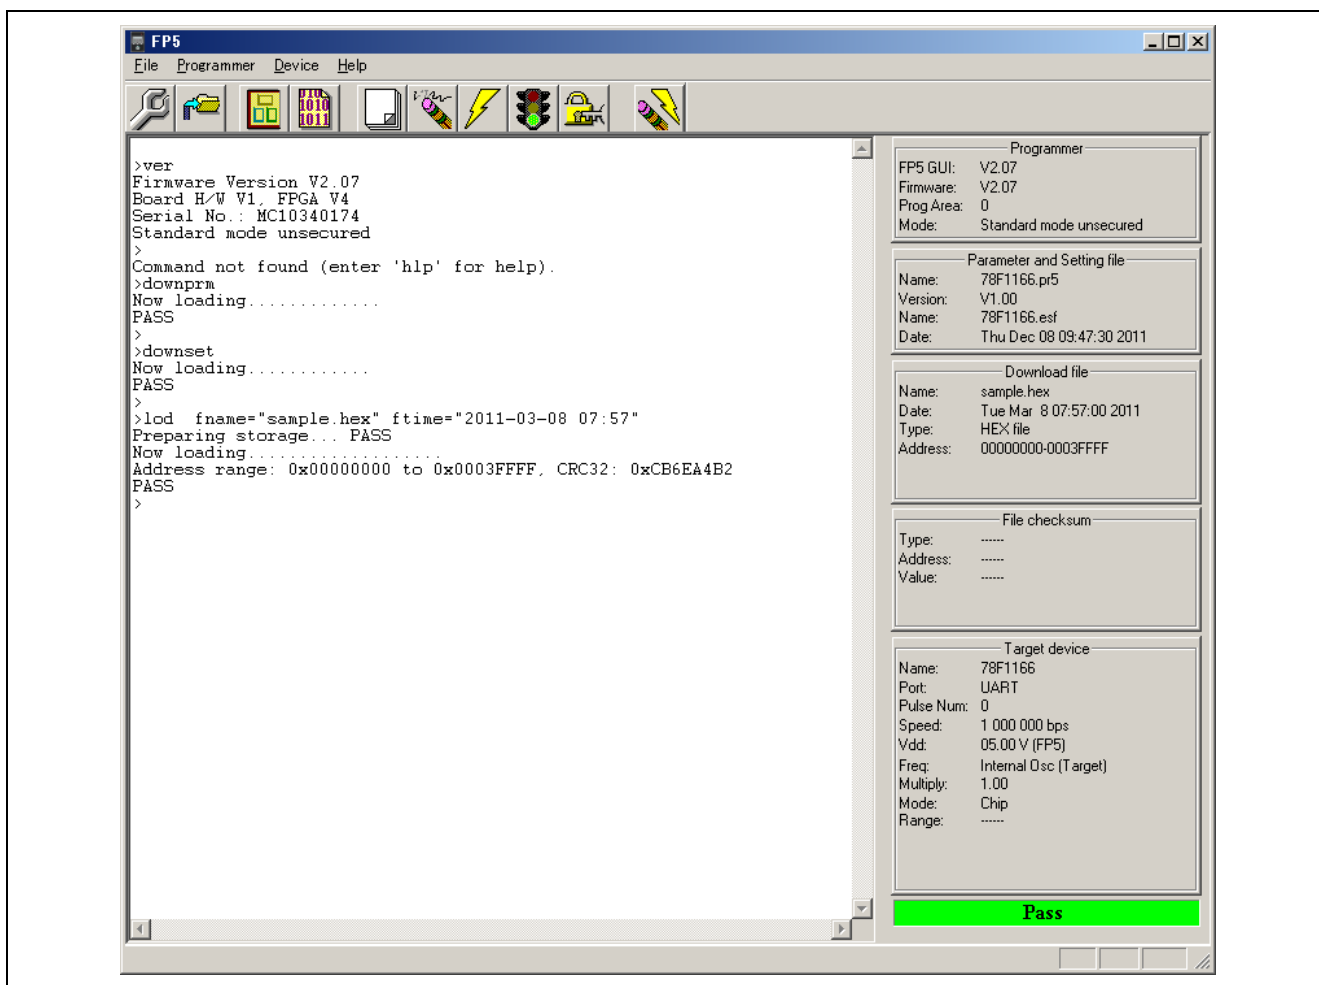 FP5
File Programmer Device Help
010
1010
1011
>ver
Firmware Version V2.07
Board H/W V1, FPGA V4
Serial No.: MC10340174
Standard mode unsecured
>
Command not found (enter 'hlp' for help).
>downprm
Now loading.............
PASS
>
>downset
Now loading............
PASS
>
>lod fname="sample.hex" ftime="2011-03-08 07:57"
Preparing storage... PASS
Now loading...................
Address range: 0x00000000 to 0x0003FFFF, CRC32: 0xCB6EA4B2
PASS
>
Programmer
FP5 GUI: V2.07
Firmware: V2.07
Prog Area: 0
Mode: Standard mode unsecured
Parameter and Setting file
Name: 78F1166.pr5
Version: V1.00
Name: 78F1166.esf
Date: Thu Dec 08 09:47:30 2011
Download file
Name: sample.hex
Date: Tue Mar 8 07:57:00 2011
Type: HEX file
Address: 00000000-0003FFFF
File checksum
Type: ------
Address: ------
Value: ------
Target device
Name: 78F1166
Port: UART
Pulse Num: 0
Speed: 1 000 000 bps
Vdd: 05.00 V (FP5)
Freq: Internal Osc (Target)
Multiply: 1.00
Mode: Chip
Range: ------
Pass